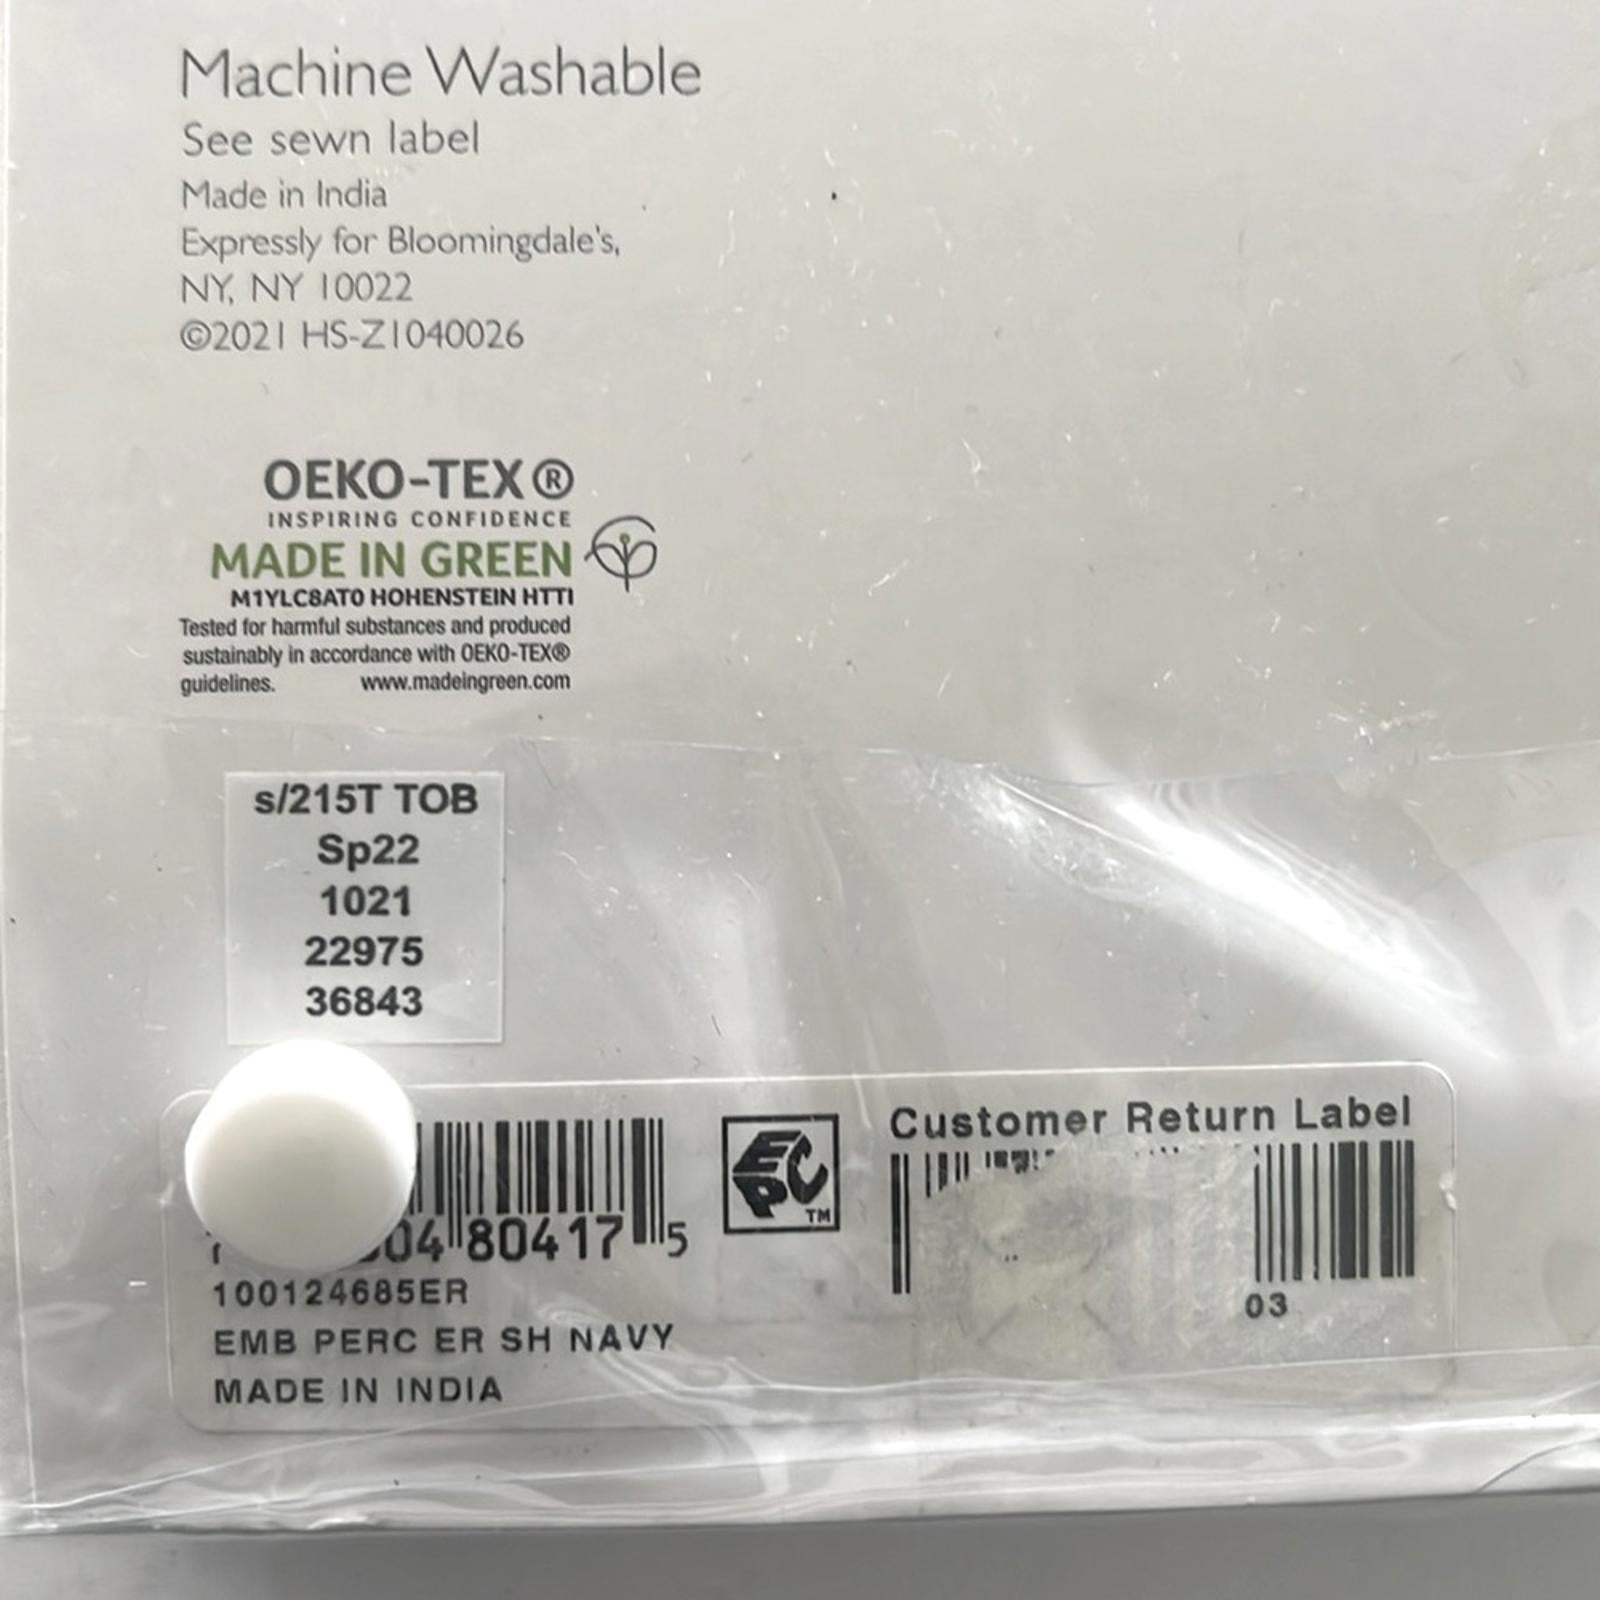 Machine Washable
See sewn label
Made in India
Expressly for Bloomingdale's,
NY, NY 10022
©2021 HS-Z1040026
OEKO-TEX®
INSPIRING CONFIDENCE
MADE IN GREEN
M1YLC8AT0 HOHENSTEIN HTTI
Tested for harmful substances and produced
sustainably in accordance with OEKO-TEX®
guidelines. www.madeingreen.com
s/215T TOB
Sp22
1021
22975
36843
04 80417 5
100124685ER
EMB PERC ER SH NAVY
MADE IN INDIA
EPC TM
Customer Return Label
03